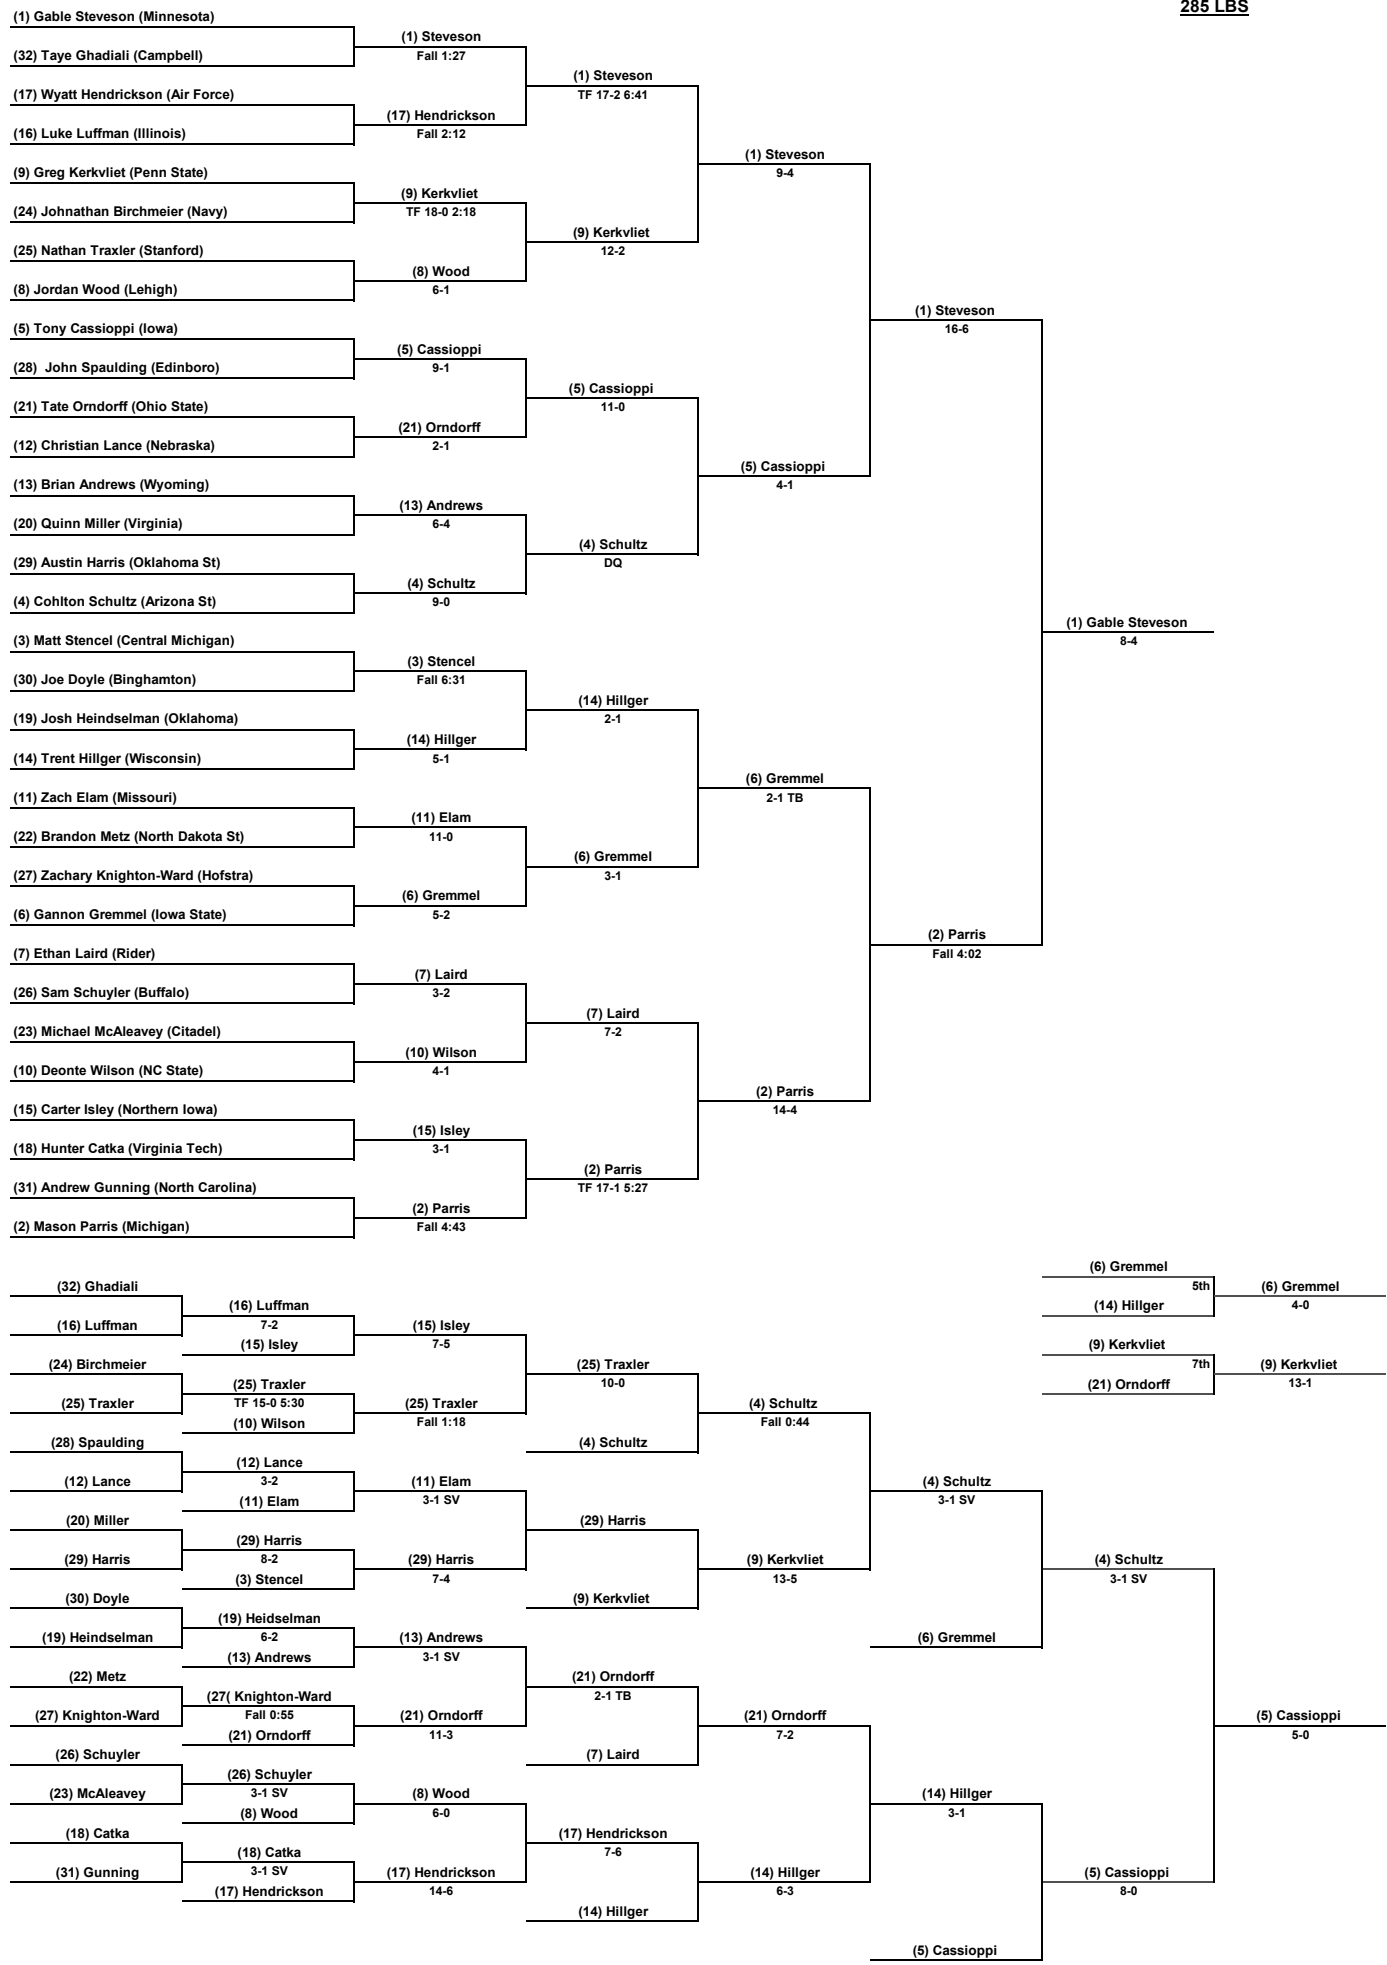 285 LBS
(1) Gable Steveson (Minnesota)
(1) Steveson
(32) Taye Ghadiali (Campbell)
Fall 1:27
(1) Steveson
(17) Wyatt Hendrickson (Air Force)
TF 17-2 6:41
(17) Hendrickson
(16) Luke Luffman (Illinois)
Fall 2:12
(1) Steveson
(9) Greg Kerkvliet (Penn State)
9-4
(9) Kerkvliet
(24) Johnathan Birchmeier (Navy)
TF 18-0 2:18
(9) Kerkvliet
(25) Nathan Traxler (Stanford)
12-2
(8) Wood
(8) Jordan Wood (Lehigh)
6-1
(1) Steveson
(5) Tony Cassioppi (Iowa)
16-6
(5) Cassioppi
(28)  John Spaulding (Edinboro)
9-1
(5) Cassioppi
(21) Tate Orndorff (Ohio State)
11-0
(21) Orndorff
(12) Christian Lance (Nebraska)
2-1
(5) Cassioppi
(13) Brian Andrews (Wyoming)
4-1
(13) Andrews
(20) Quinn Miller (Virginia)
6-4
(4) Schultz
(29) Austin Harris (Oklahoma St)
DQ
(4) Schultz
(4) Cohlton Schultz (Arizona St)
9-0
(1) Gable Steveson
(3) Matt Stencel (Central Michigan)
8-4
(3) Stencel
(30) Joe Doyle (Binghamton)
Fall 6:31
(14) Hillger
(19) Josh Heindselman (Oklahoma)
2-1
(14) Hillger
(14) Trent Hillger (Wisconsin)
5-1
(6) Gremmel
(11) Zach Elam (Missouri)
2-1 TB
(11) Elam
(22) Brandon Metz (North Dakota St)
11-0
(6) Gremmel
(27) Zachary Knighton-Ward (Hofstra)
3-1
(6) Gremmel
(6) Gannon Gremmel (Iowa State)
5-2
(2) Parris
(7) Ethan Laird (Rider)
Fall 4:02
(7) Laird
(26) Sam Schuyler (Buffalo)
3-2
(7) Laird
(23) Michael McAleavey (Citadel)
7-2
(10) Wilson
(10) Deonte Wilson (NC State)
4-1
(2) Parris
(15) Carter Isley (Northern Iowa)
14-4
(15) Isley
(18) Hunter Catka (Virginia Tech)
3-1
(2) Parris
(31) Andrew Gunning (North Carolina)
TF 17-1 5:27
(2) Parris
(2) Mason Parris (Michigan)
Fall 4:43
(6) Gremmel
(32) Ghadiali
5th
(6) Gremmel
(16) Luffman
(14) Hillger
4-0
(16) Luffman
7-2
(15) Isley
(15) Isley
7-5
(9) Kerkvliet
(24) Birchmeier
(25) Traxler
7th
(9) Kerkvliet
(25) Traxler
10-0
(21) Orndorff
13-1
(25) Traxler
TF 15-0 5:30
(25) Traxler
(4) Schultz
(10) Wilson
Fall 1:18
Fall 0:44
(28) Spaulding
(4) Schultz
(12) Lance
(12) Lance
3-2
(11) Elam
(4) Schultz
(11) Elam
3-1 SV
3-1 SV
(20) Miller
(29) Harris
(29) Harris
(29) Harris
8-2
(29) Harris
(9) Kerkvliet
(4) Schultz
(3) Stencel
7-4
13-5
3-1 SV
(30) Doyle
(9) Kerkvliet
(19) Heidselman
(19) Heindselman
6-2
(13) Andrews
(6) Gremmel
(13) Andrews
3-1 SV
(22) Metz
(21) Orndorff
(27( Knighton-Ward
2-1 TB
(27) Knighton-Ward
Fall 0:55
(21) Orndorff
(21) Orndorff
(5) Cassioppi
(21) Orndorff
11-3
7-2
5-0
(26) Schuyler
(7) Laird
(26) Schuyler
(23) McAleavey
3-1 SV
(8) Wood
(14) Hillger
(8) Wood
6-0
3-1
(18) Catka
(17) Hendrickson
(18) Catka
7-6
(31) Gunning
3-1 SV
(17) Hendrickson
(14) Hillger
(5) Cassioppi
(17) Hendrickson
14-6
6-3
8-0
(14) Hillger
(5) Cassioppi